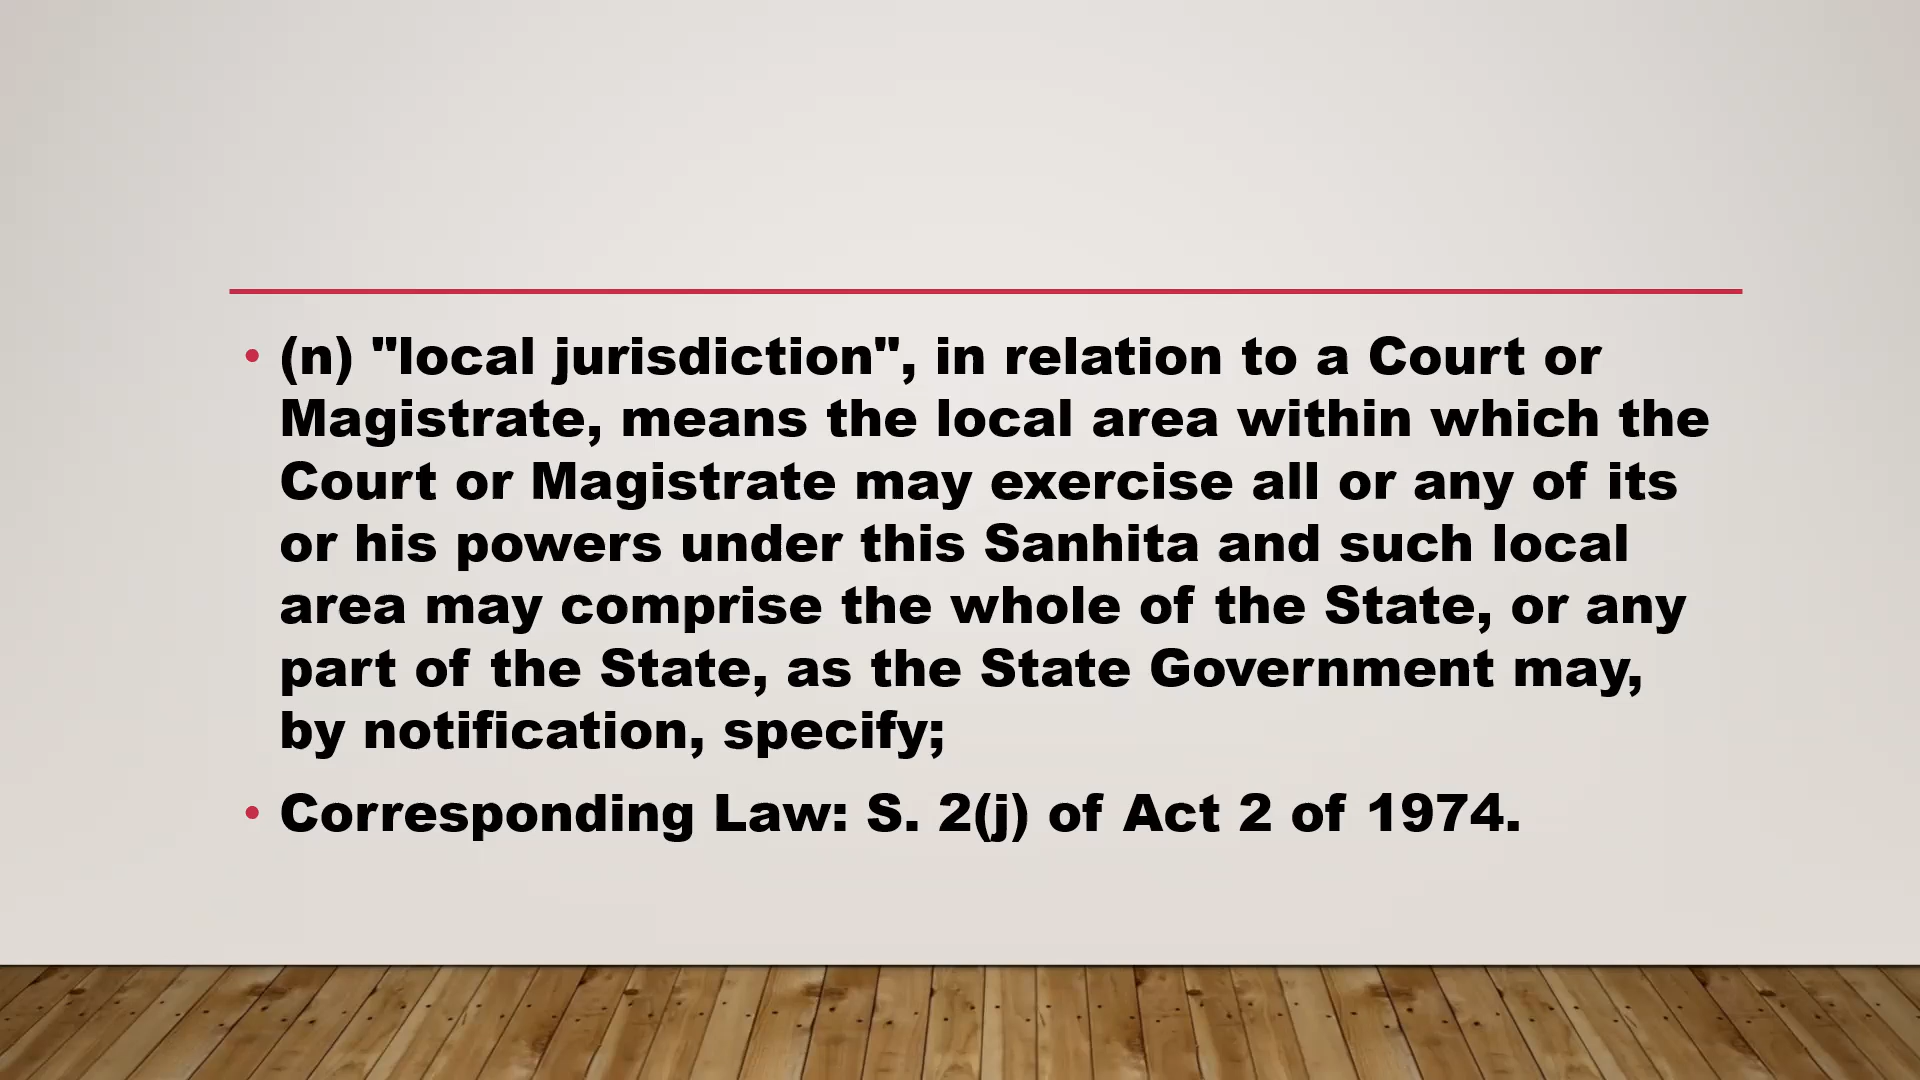 • (n) "local jurisdiction", in relation to a Court or
Magistrate, means the local area within which the
Court or Magistrate may exercise all or any of its
or his powers under this Sanhita and such local
area may comprise the whole of the State, or any
part of the State, as the State Government may,
by notification, specify;
• Corresponding Law: S. 2(j) of Act 2 of 1974.